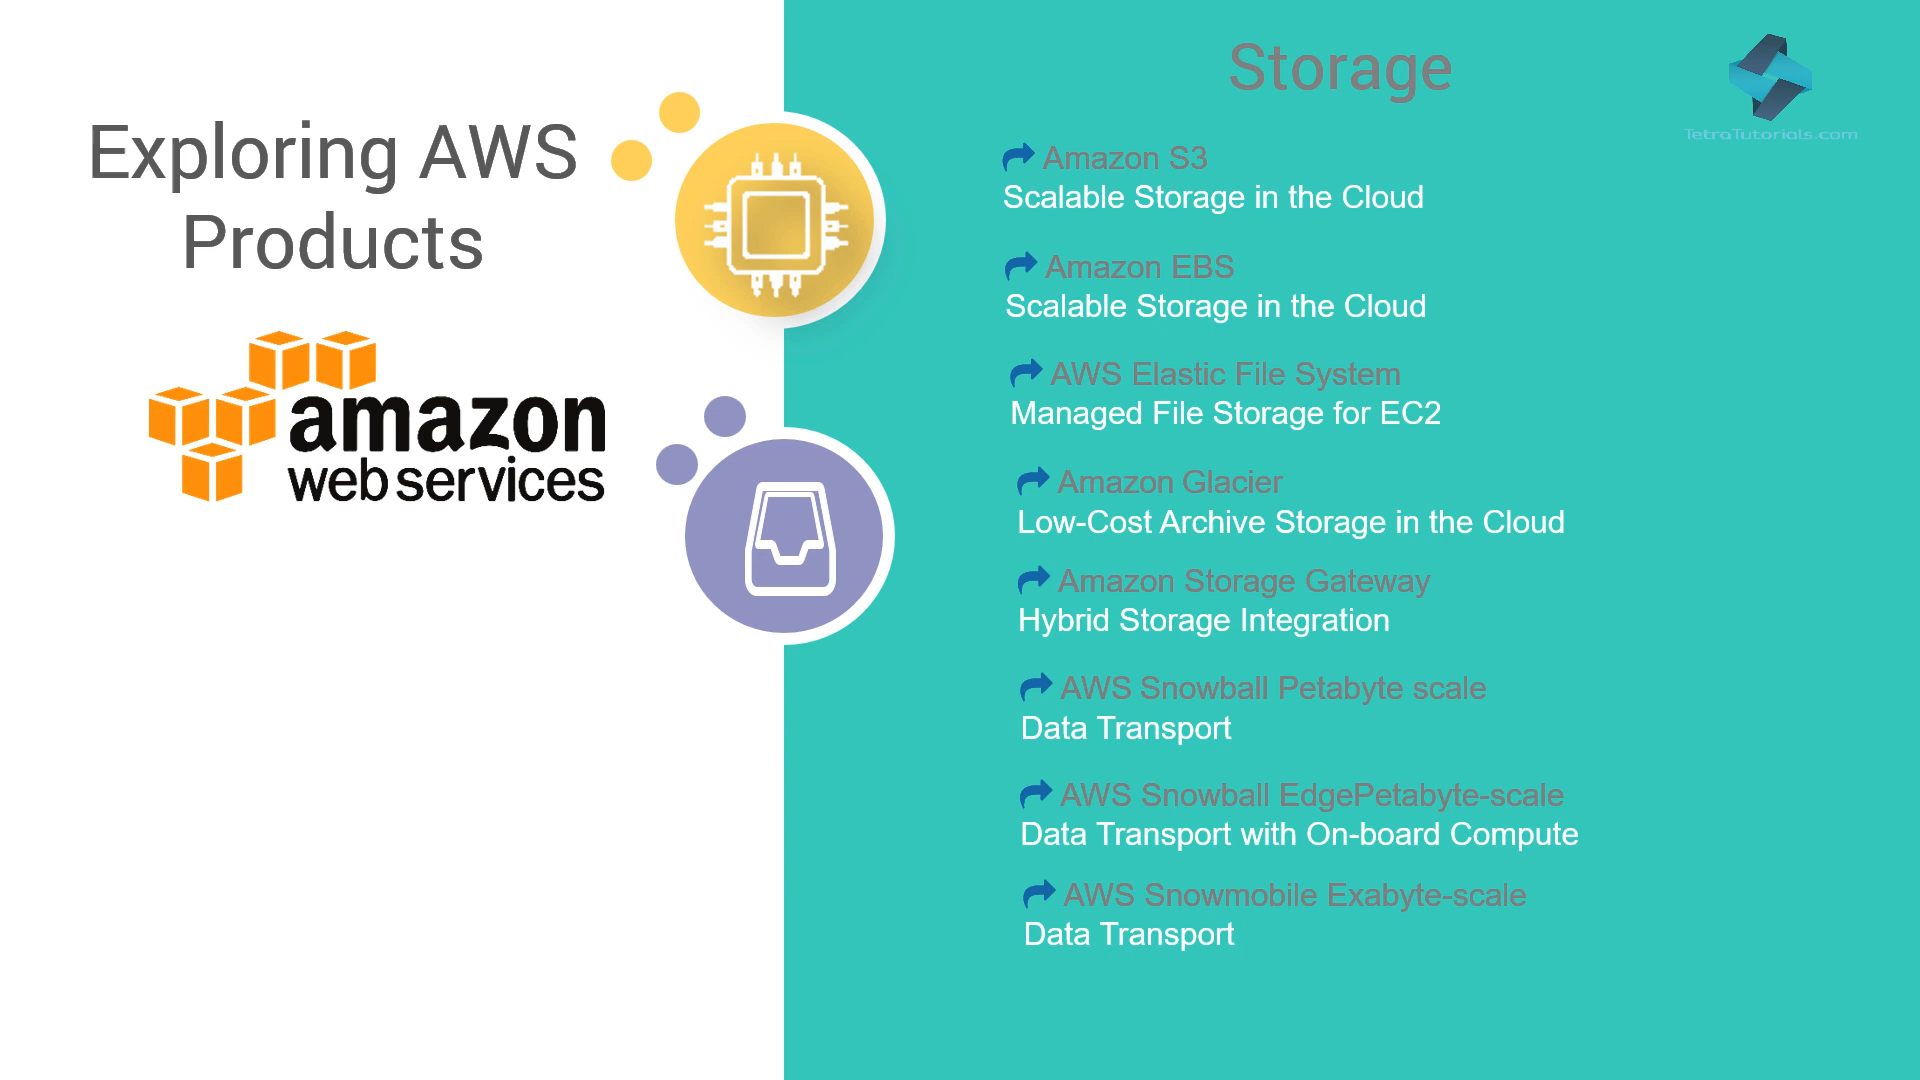 Exploring AWS
Products
amazon
web services
Storage
TetraTutorials.com
Amazon S3
Scalable Storage in the Cloud
Amazon EBS
Scalable Storage in the Cloud
AWS Elastic File System
Managed File Storage for EC2
Amazon Glacier
Low-Cost Archive Storage in the Cloud
Amazon Storage Gateway
Hybrid Storage Integration
AWS Snowball Petabyte scale
Data Transport
AWS Snowball EdgePetabyte-scale
Data Transport with On-board Compute
AWS Snowmobile Exabyte-scale
Data Transport